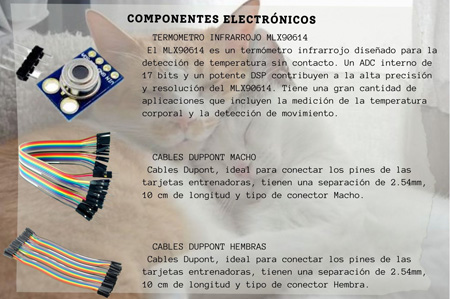 COMPONENTES ELECTRÓNICOS
TERMOMETRO INFRARROJO MLX90614
El MLX90614 es un termómetro infrarrojo diseñado para la
detección de temperatura sin contacto. Un ADC interno de
17 bits y un potente DSP contribuyen a la alta precisión
y resolución del MLX90614. Tiene una gran cantidad de
aplicaciones que incluyen la medición de la temperatura
corporal y la detección de movimiento.
CABLES DUPPONT MACHO
Cables Dupont, ideal para conectar los pines de las
tarjetas entrenadoras, tienen una separación de 2.54mm,
10 cm de longitud y tipo de conector Macho.
CABLES DUPPONT HEMBRAS
Cables Dupont, ideal para conectar los pines de las
tarjetas entrenadoras, tienen una separación de 2.54mm,
10 cm de longitud y tipo de conector Hembra.